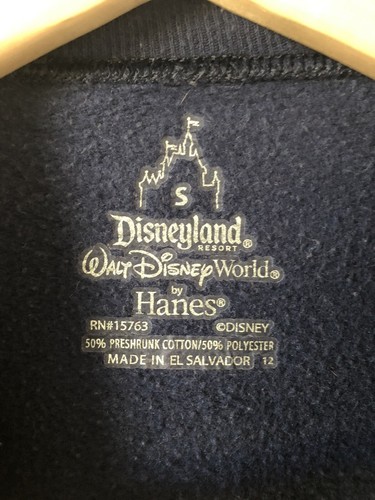 S
Disneyland®
RESORT
Walt Disney World®
by
Hanes®
RN#15763 ©DISNEY
50% PRESHRUNK COTTON/50% POLYESTER
MADE IN EL SALVADOR 12